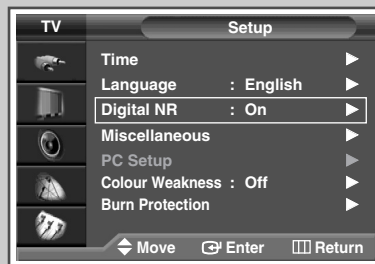 TV Setup
Time
Language : English
Digital NR : On
Miscellaneous
PC Setup
Colour Weakness : Off
Burn Protection
Move Enter Return